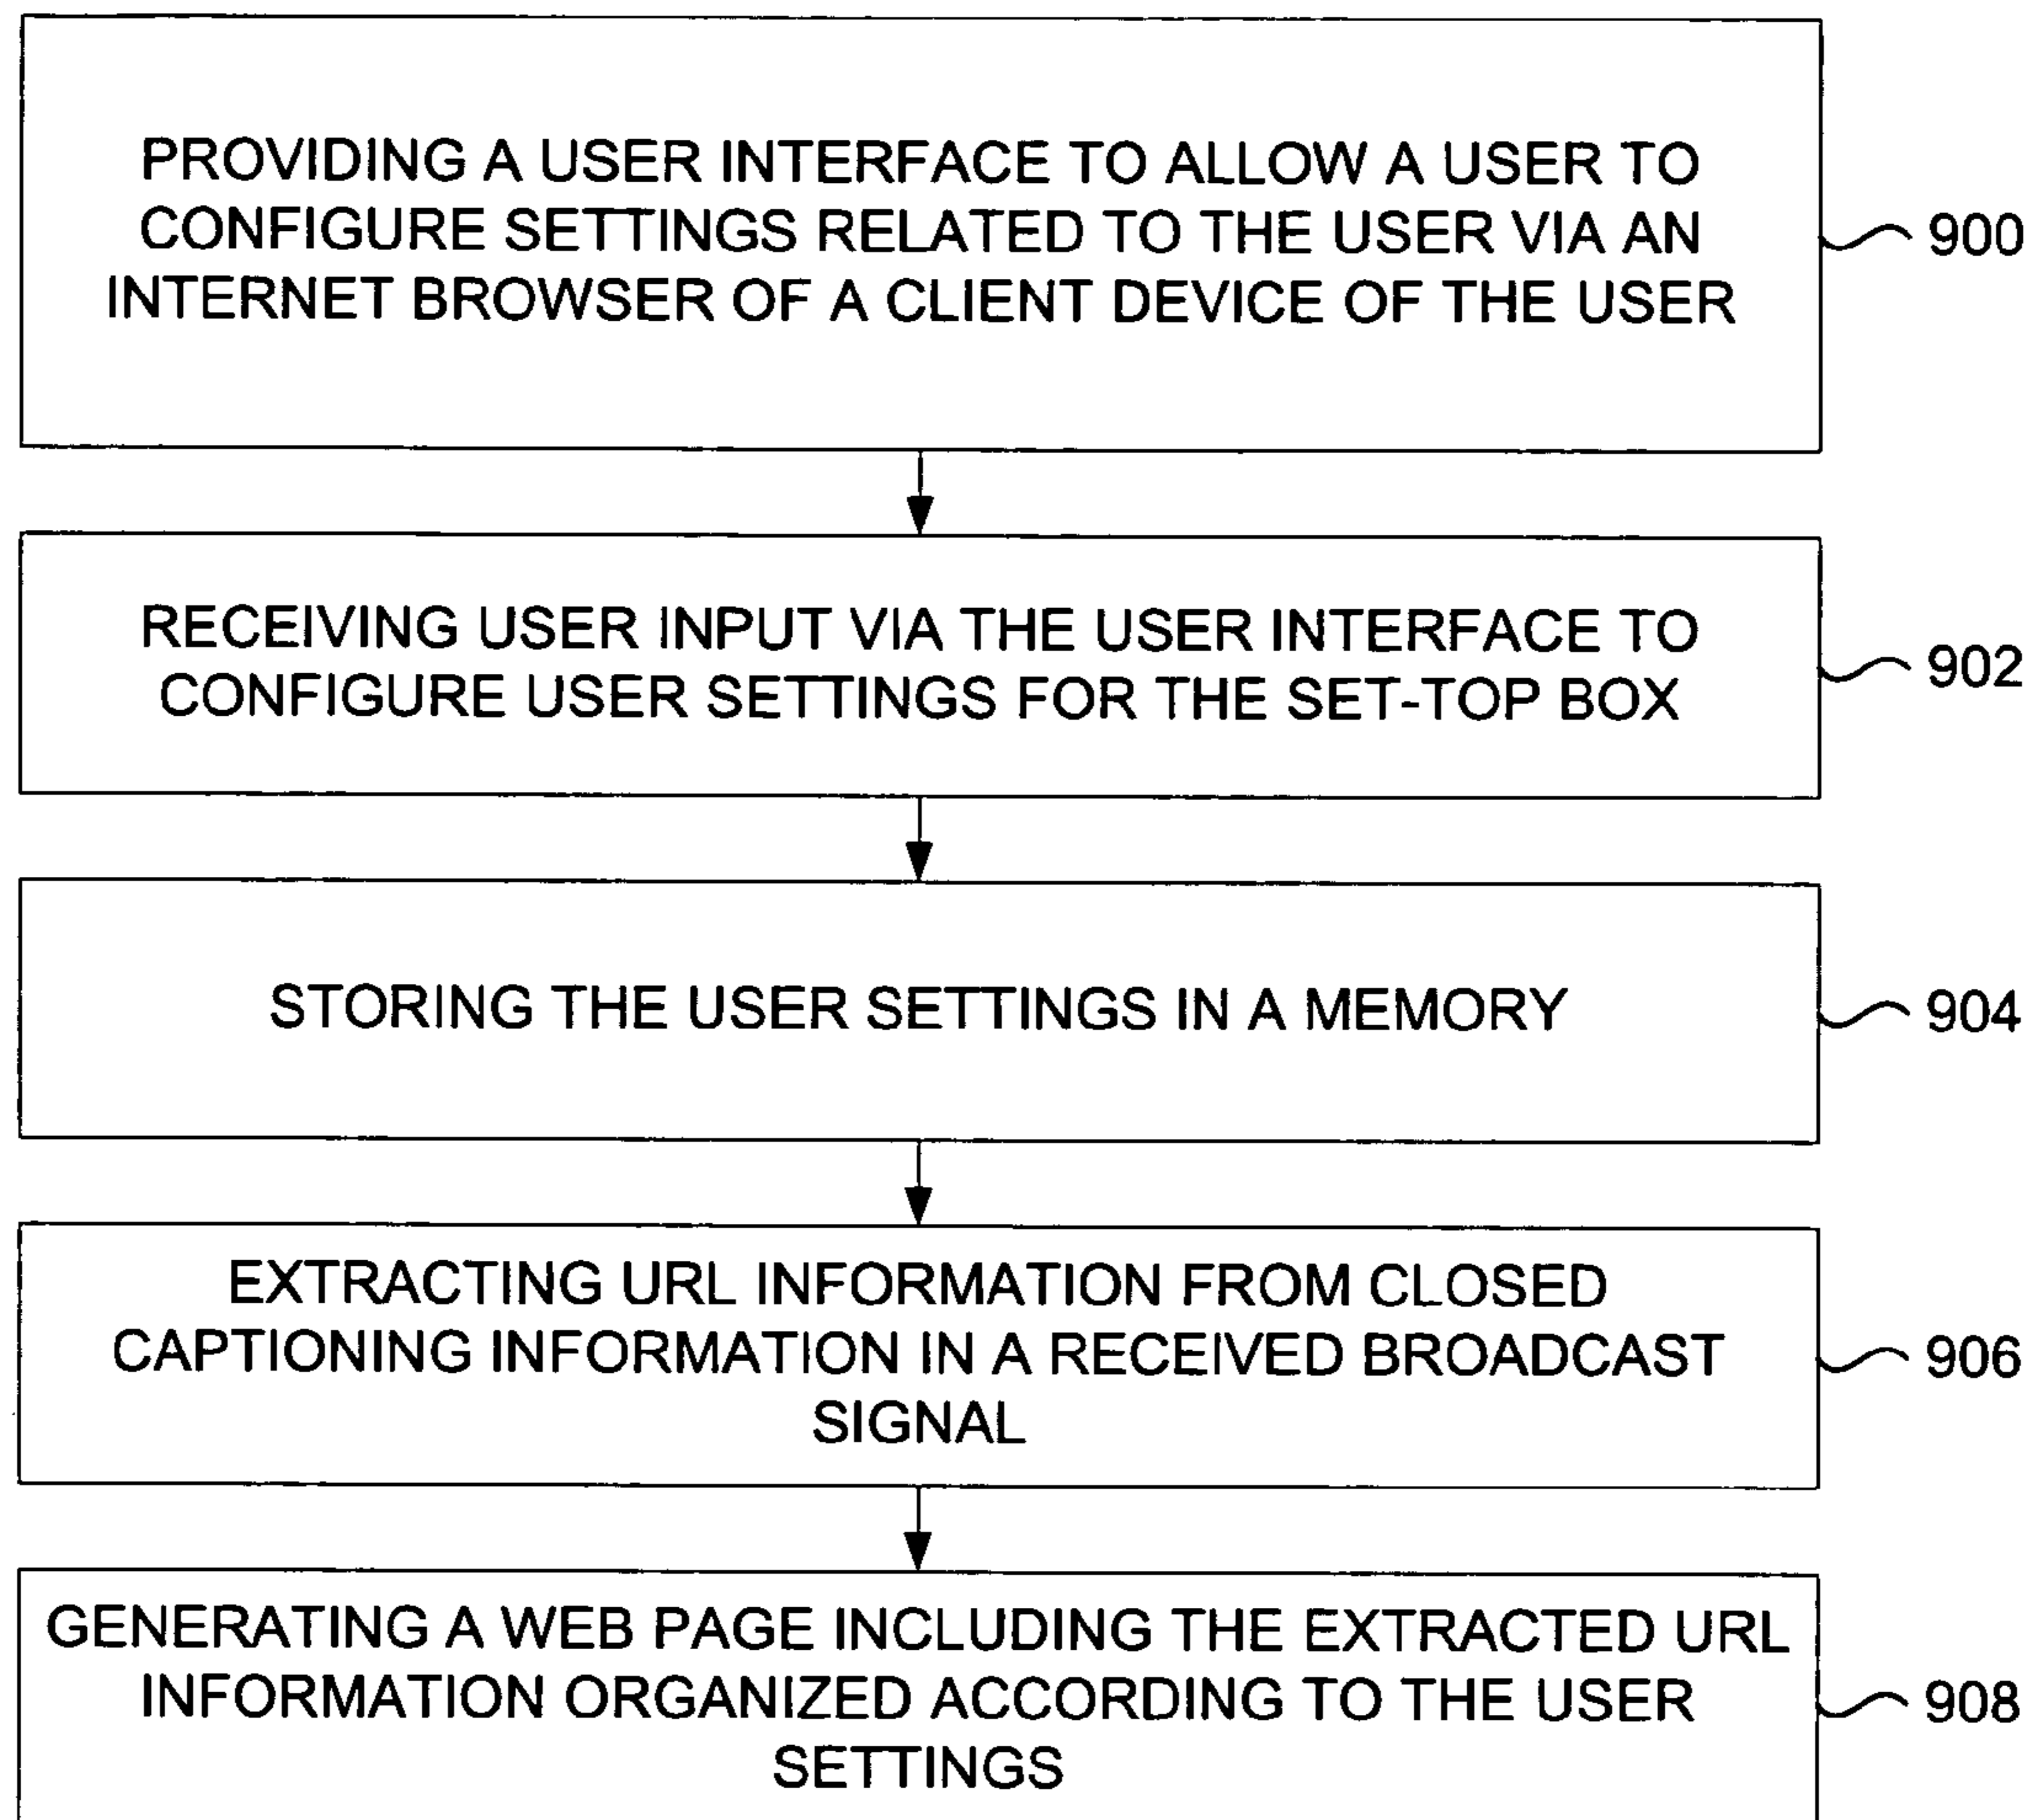 PROVIDING A USER INTERFACE TO ALLOW A USER TO
CONFIGURE SETTINGS RELATED TO THE USER VIA AN
INTERNET BROWSER OF A CLIENT DEVICE OF THE USER
900
RECEIVING USER INPUT VIA THE USER INTERFACE TO
CONFIGURE USER SETTINGS FOR THE SET-TOP BOX
902
STORING THE USER SETTINGS IN A MEMORY
904
EXTRACTING URL INFORMATION FROM CLOSED
CAPTIONING INFORMATION IN A RECEIVED BROADCAST
SIGNAL
906
GENERATING A WEB PAGE INCLUDING THE EXTRACTED URL
INFORMATION ORGANIZED ACCORDING TO THE USER
SETTINGS
908